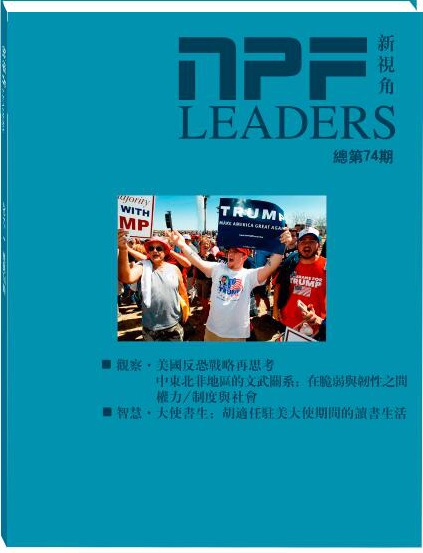 NPF
新視角
LEADERS
總第74期
majority
WITH
MP
TRUMP
MAKE AMERICA GREAT AGAIN
TRUMP
TRUMP
■ 觀察·美國反恐戰略再思考
中東北非地區的文武關系：在脆弱與韌性之間
權力/制度與社會
■ 智慧·大使書生：胡適任駐美大使期間的讀書生活